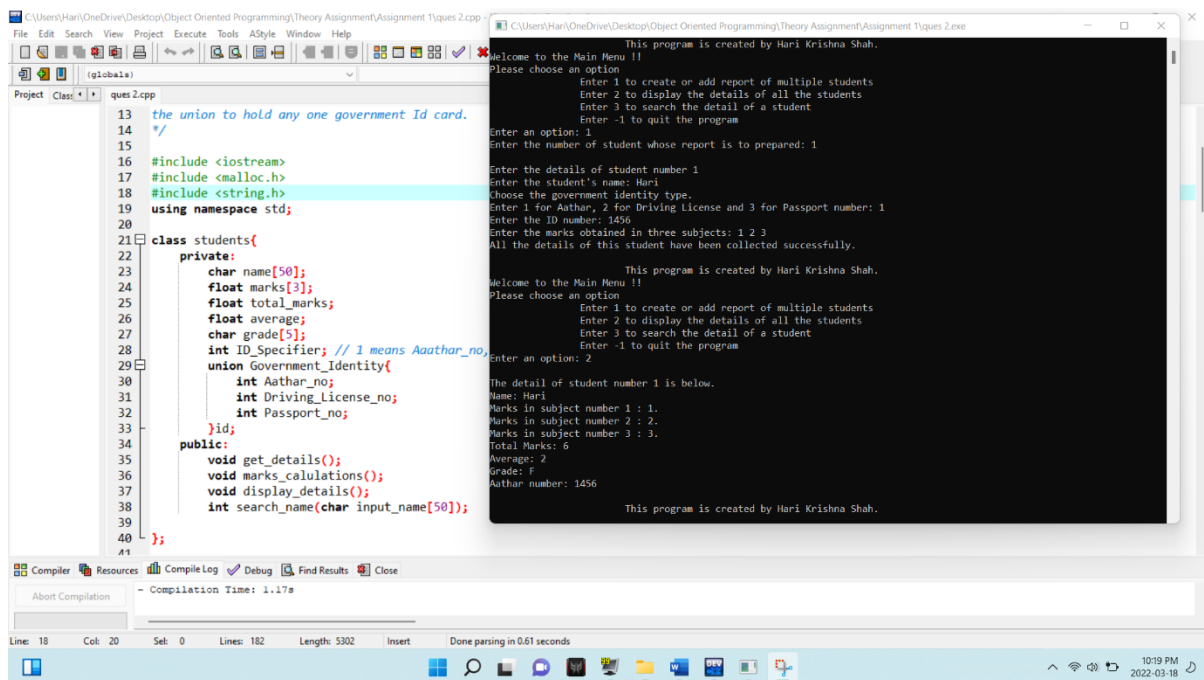 C:\Users\Hari\OneDrive\Desktop\Object Oriented Programming\Theory Assignment\Assignment 1\ques 2.cpp -
File Edit Search View Project Execute Tools AStyle Window Help
(globals)
Project Clas: ques 2.cpp
13 the union to hold any one government Id card.
14 */
15
16 #include <iostream>
17 #include <malloc.h>
18 #include <string.h>
19 using namespace std;
20
21 class students{
22 private:
23 char name[50];
24 float marks[3];
25 float total_marks;
26 float average;
27 char grade[5];
28 int ID_Specifier; // 1 means Aaathar_no,
29 union Government_Identity{
30 int Aathar_no;
31 int Driving_License_no;
32 int Passport_no;
33 }id;
34 public:
35 void get_details();
36 void marks_calulations();
37 void display_details();
38 int search_name(char input_name[50]);
39
40 };
41
C:\Users\Hari\OneDrive\Desktop\Object Oriented Programming\Theory Assignment\Assignment 1\ques 2.exe
This program is created by Hari Krishna Shah.
Welcome to the Main Menu !!
Please choose an option
Enter 1 to create or add report of multiple students
Enter 2 to display the details of all the students
Enter 3 to search the detail of a student
Enter -1 to quit the program
Enter an option: 1
Enter the number of student whose report is to prepared: 1
Enter the details of student number 1
Enter the student's name: Hari
Choose the government identity type.
Enter 1 for Aathar, 2 for Driving License and 3 for Passport number: 1
Enter the ID number: 1456
Enter the marks obtained in three subjects: 1 2 3
All the details of this student have been collected successfully.
This program is created by Hari Krishna Shah.
Welcome to the Main Menu !!
Please choose an option
Enter 1 to create or add report of multiple students
Enter 2 to display the details of all the students
Enter 3 to search the detail of a student
Enter -1 to quit the program
Enter an option: 2
The detail of student number 1 is below.
Name: Hari
Marks in subject number 1 : 1.
Marks in subject number 2 : 2.
Marks in subject number 3 : 3.
Total Marks: 6
Average: 2
Grade: F
Aathar number: 1456
This program is created by Hari Krishna Shah.
Compiler Resources Compile Log Debug Find Results Close
Abort Compilation
- Compilation Time: 1.17s
Line: 18 Col: 20 Sel: 0 Lines: 182 Length: 5302 Insert Done parsing in 0.61 seconds
10:19 PM
2022-03-18